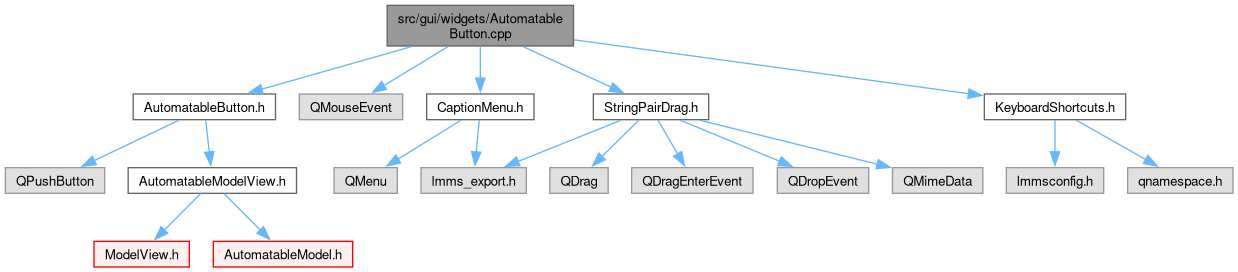 src/gui/widgets/Automatable
Button.cpp
AutomatableButton.h
QMouseEvent
CaptionMenu.h
StringPairDrag.h
KeyboardShortcuts.h
QPushButton
AutomatableModelView.h
QMenu
lmms_export.h
QDrag
QDragEnterEvent
QDropEvent
QMimeData
lmmsconfig.h
qnamespace.h
ModelView.h
AutomatableModel.h